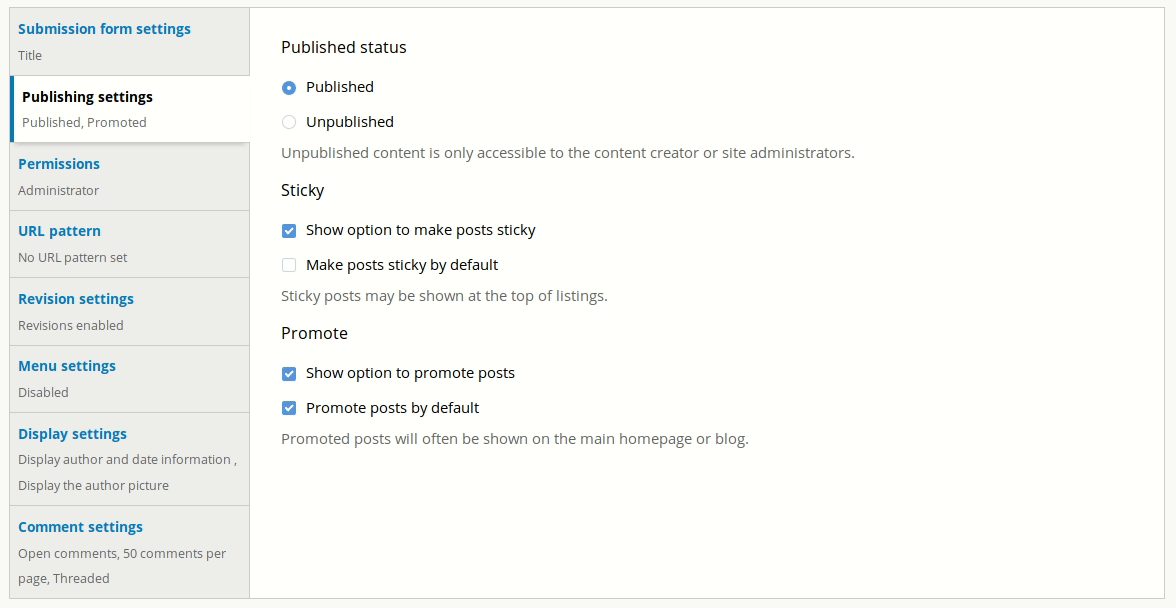 Submission form settings
Title
Publishing settings
Published, Promoted
Permissions
Administrator
URL pattern
No URL pattern set
Revision settings
Revisions enabled
Menu settings
Disabled
Display settings
Display author and date information ,
Display the author picture
Comment settings
Open comments, 50 comments per
page, Threaded
Published status
Published
Unpublished
Unpublished content is only accessible to the content creator or site administrators.
Sticky
Show option to make posts sticky
Make posts sticky by default
Sticky posts may be shown at the top of listings.
Promote
Show option to promote posts
Promote posts by default
Promoted posts will often be shown on the main homepage or blog.